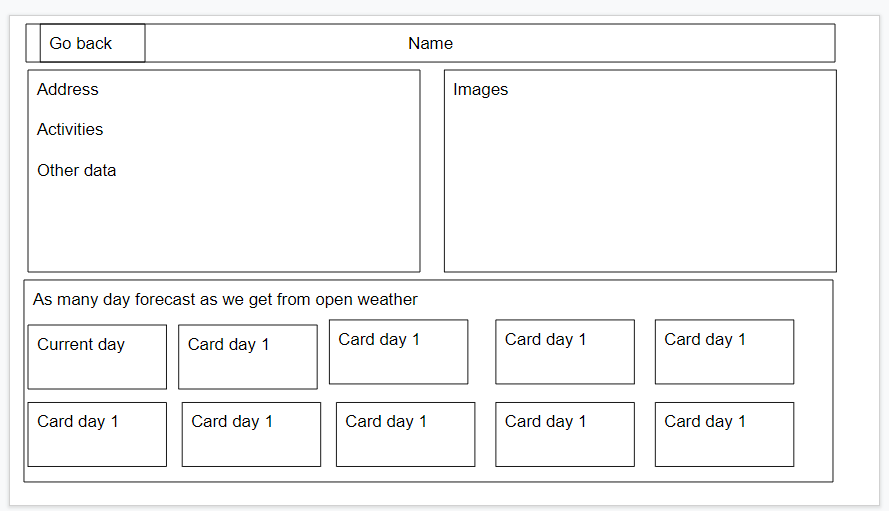 Go back
Name
Address
Activities
Other data
Images
As many day forecast as we get from open weather
Current day
Card day 1
Card day 1
Card day 1
Card day 1
Card day 1
Card day 1
Card day 1
Card day 1
Card day 1